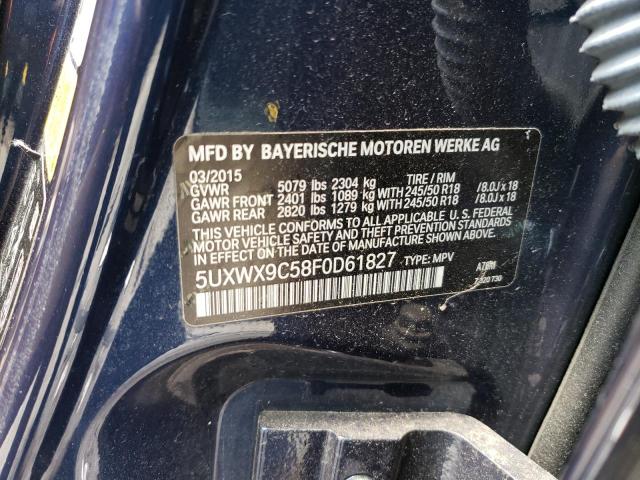 MFD BY BAYERISCHE MOTOREN WERKE AG
03/2015 TIRE / RIM
GVWR 5079 lbs 2304 kg
GAWR FRONT 2401 lbs 1089 kg WITH 245/50 R18 /8.0J x 18
GAWR REAR 2820 lbs 1279 kg WITH 245/50 R18 /8.0J x 18
THIS VEHICLE CONFORMS TO ALL APPLICABLE U. S. FEDERAL
MOTOR VEHICLE SAFETY STANDARDS IN EFFECT ON THE
DATE OF MANUFACTURE SHOWN ABOVE.
5UXWX9C58F0D61827 TYPE: MPV